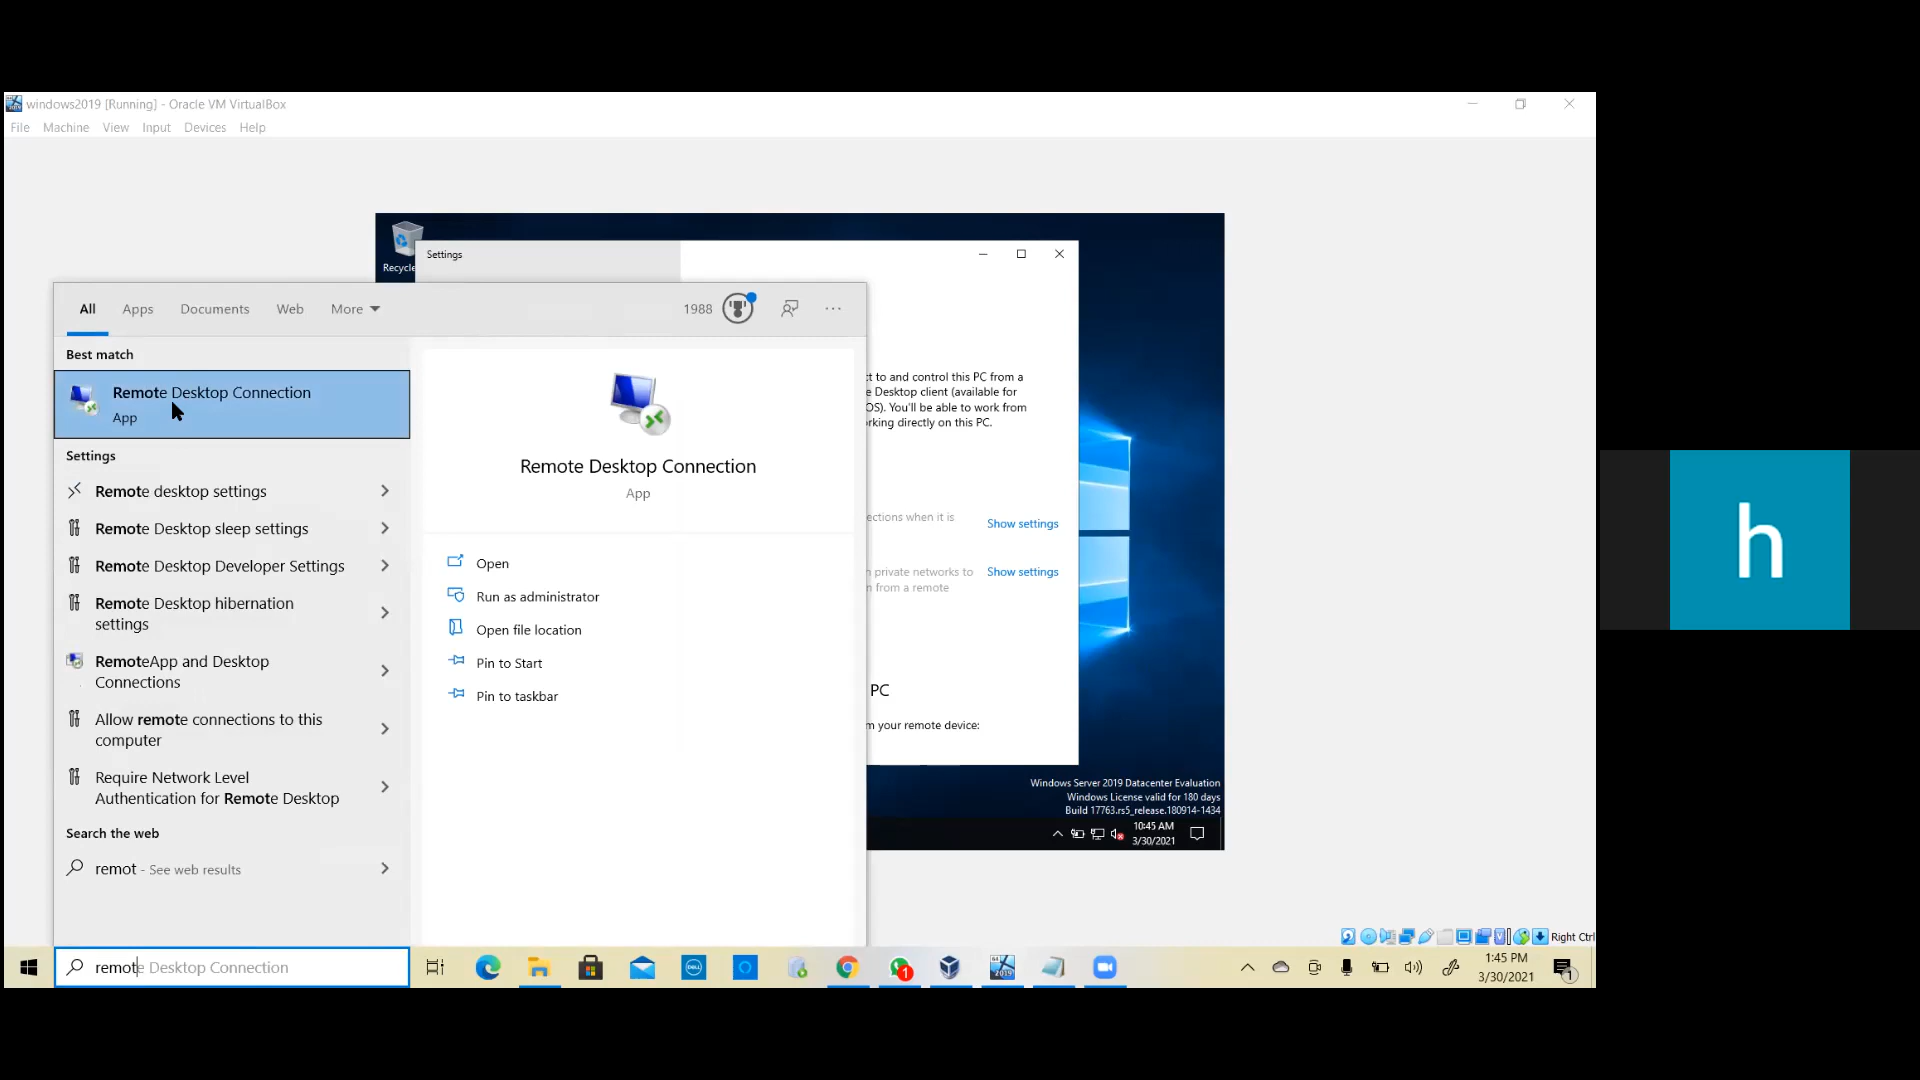 windows2019 [Running] - Oracle VM VirtualBox
File Machine View Input Devices Help
Recycle
Settings
All Apps Documents Web More 1988
Best match
Remote Desktop Connection
App
Settings
Remote desktop settings
Remote Desktop sleep settings
Remote Desktop Developer Settings
Remote Desktop hibernation
settings
RemoteApp and Desktop
Connections
Allow remote connections to this
computer
Require Network Level
Authentication for Remote Desktop
Search the web
remot - See web results
Remote Desktop Connection
App
Open
Run as administrator
Open file location
Pin to Start
Pin to taskbar
to and control this PC from a
Desktop client (available for
OS). You'll be able to work from
rking directly on this PC.
ections when it is
Show settings
private networks to
from a remote
Show settings
PC
m your remote device:
Windows Server 2019 Datacenter Evaluation
Windows License valid for 180 days
Build 17763.rs5_release.180914-1434
10:45 AM
3/30/2021
Right Ctrl
remote Desktop Connection
DELL
1
2019
1:45 PM
3/30/2021
1
h